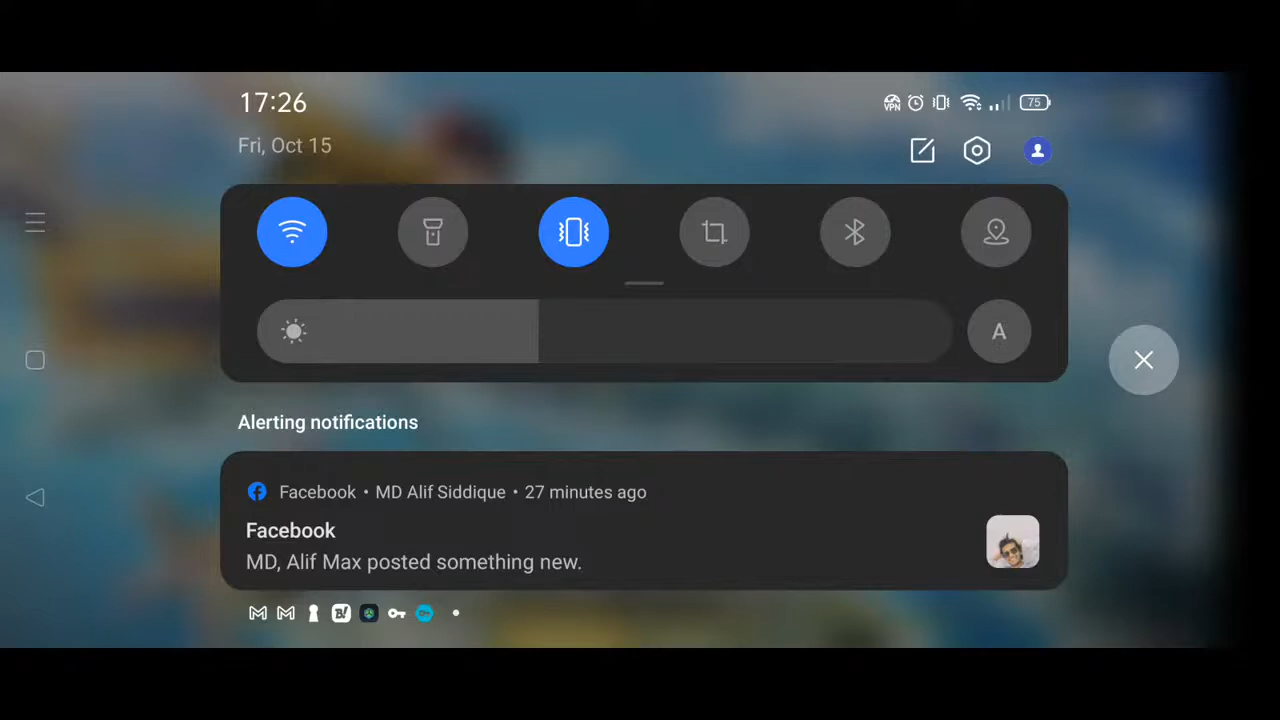 17:26
VPN
75
Fri, Oct 15
A
Alerting notifications
Facebook • MD Alif Siddique • 27 minutes ago
Facebook
MD, Alif Max posted something new.
B!